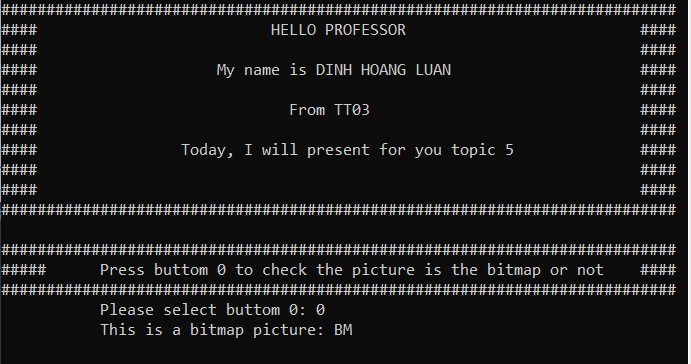 ###########################################################################
#### HELLO PROFESSOR ####
#### ####
#### My name is DINH HOANG LUAN ####
#### ####
#### From TT03 ####
#### ####
#### Today, I will present for you topic 5 ####
#### ####
#### ####
###########################################################################
###########################################################################
##### Press buttom 0 to check the picture is the bitmap or not ####
###########################################################################
Please select buttom 0: 0
This is a bitmap picture: BM